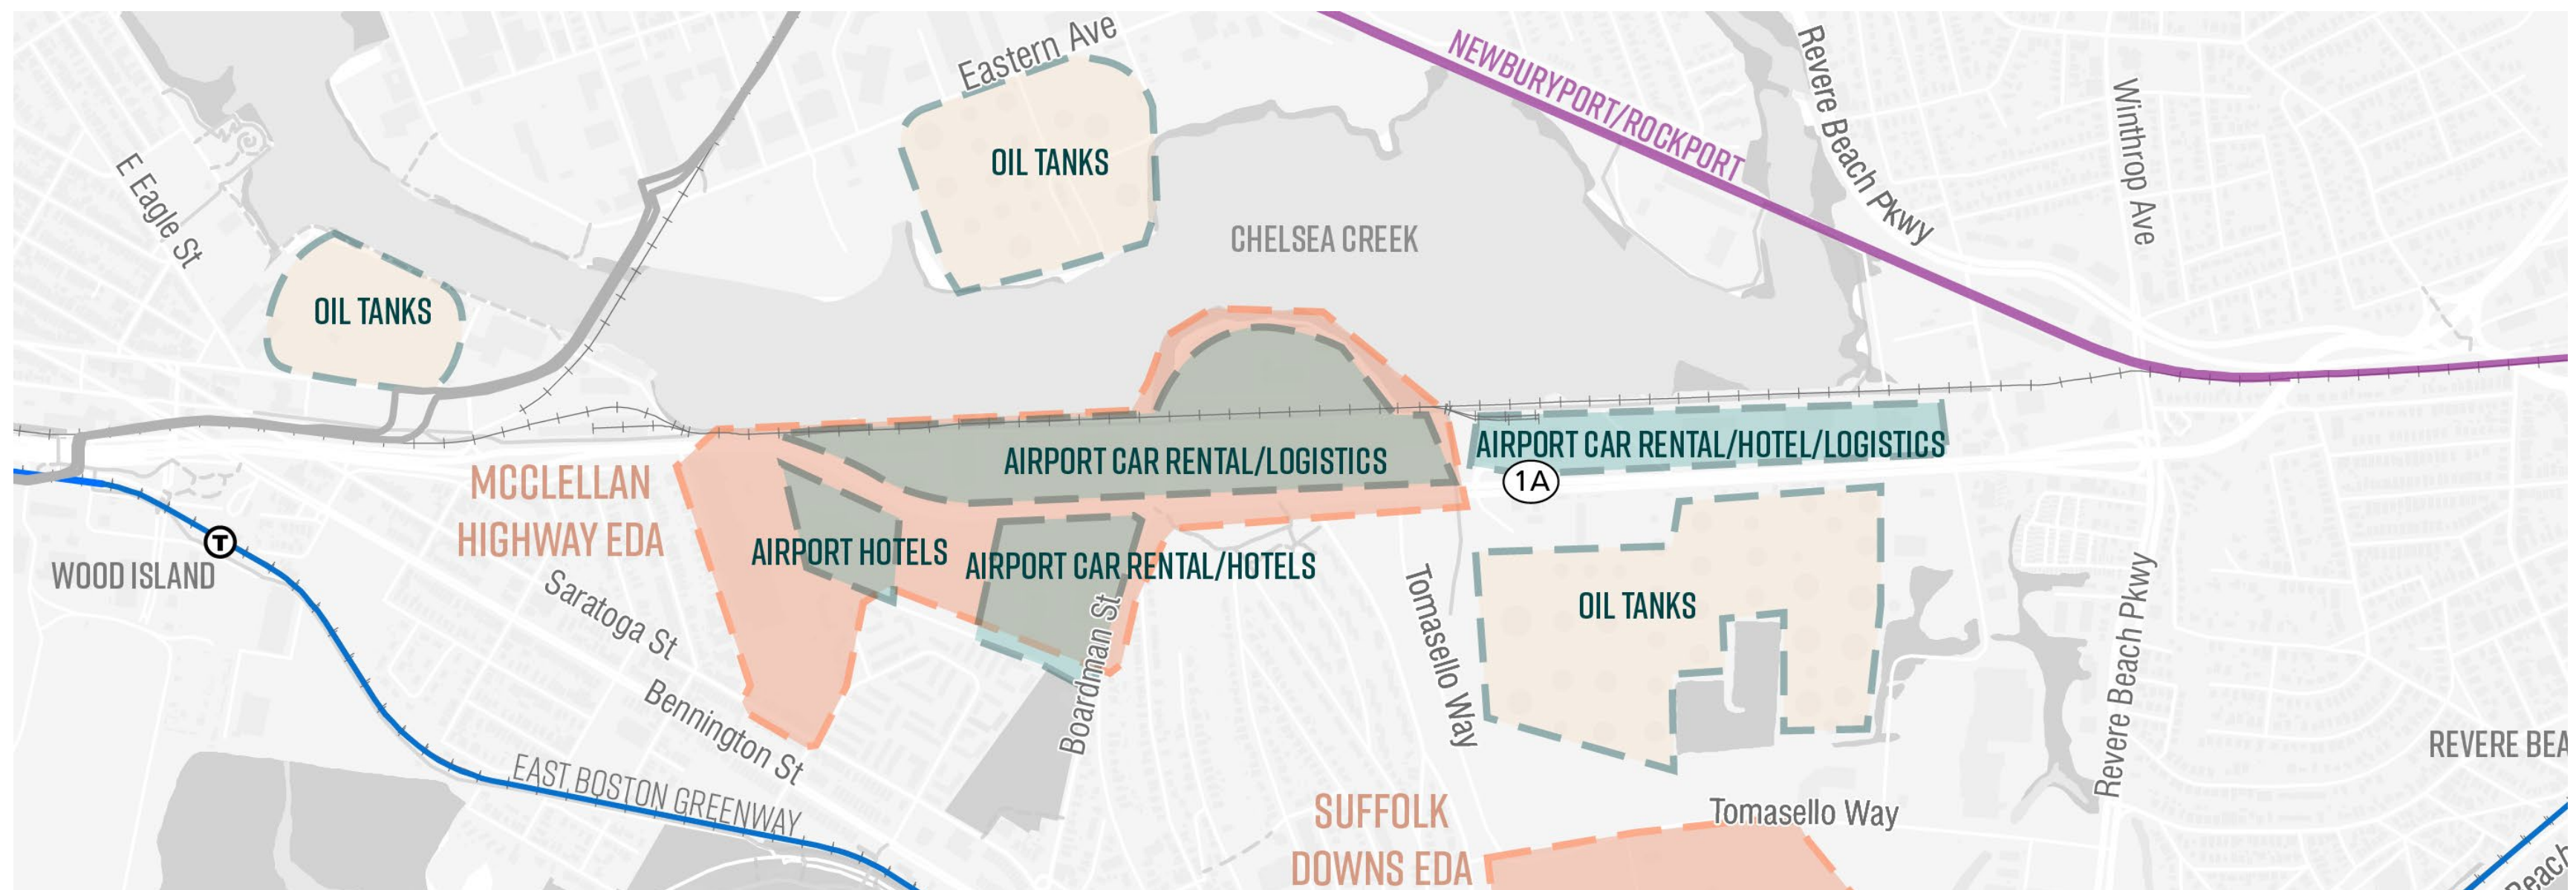 Eastern Ave
NEWBURYPORT/ROCKPORT
Revere Beach Pkwy
Winthrop Ave
E Eagle St
OIL TANKS
CHELSEA CREEK
OIL TANKS
AIRPORT CAR RENTAL/LOGISTICS
AIRPORT CAR RENTAL/HOTEL/LOGISTICS
1A
MCCLELLAN
HIGHWAY EDA
T
WOOD ISLAND
AIRPORT HOTELS
AIRPORT CAR RENTAL/HOTELS
Saratoga St
Bennington St
Boardman St
Tomasello Way
OIL TANKS
Revere Beach Pkwy
REVERE BEA
EAST BOSTON GREENWAY
SUFFOLK
DOWNS EDA
Tomasello Way
Beach